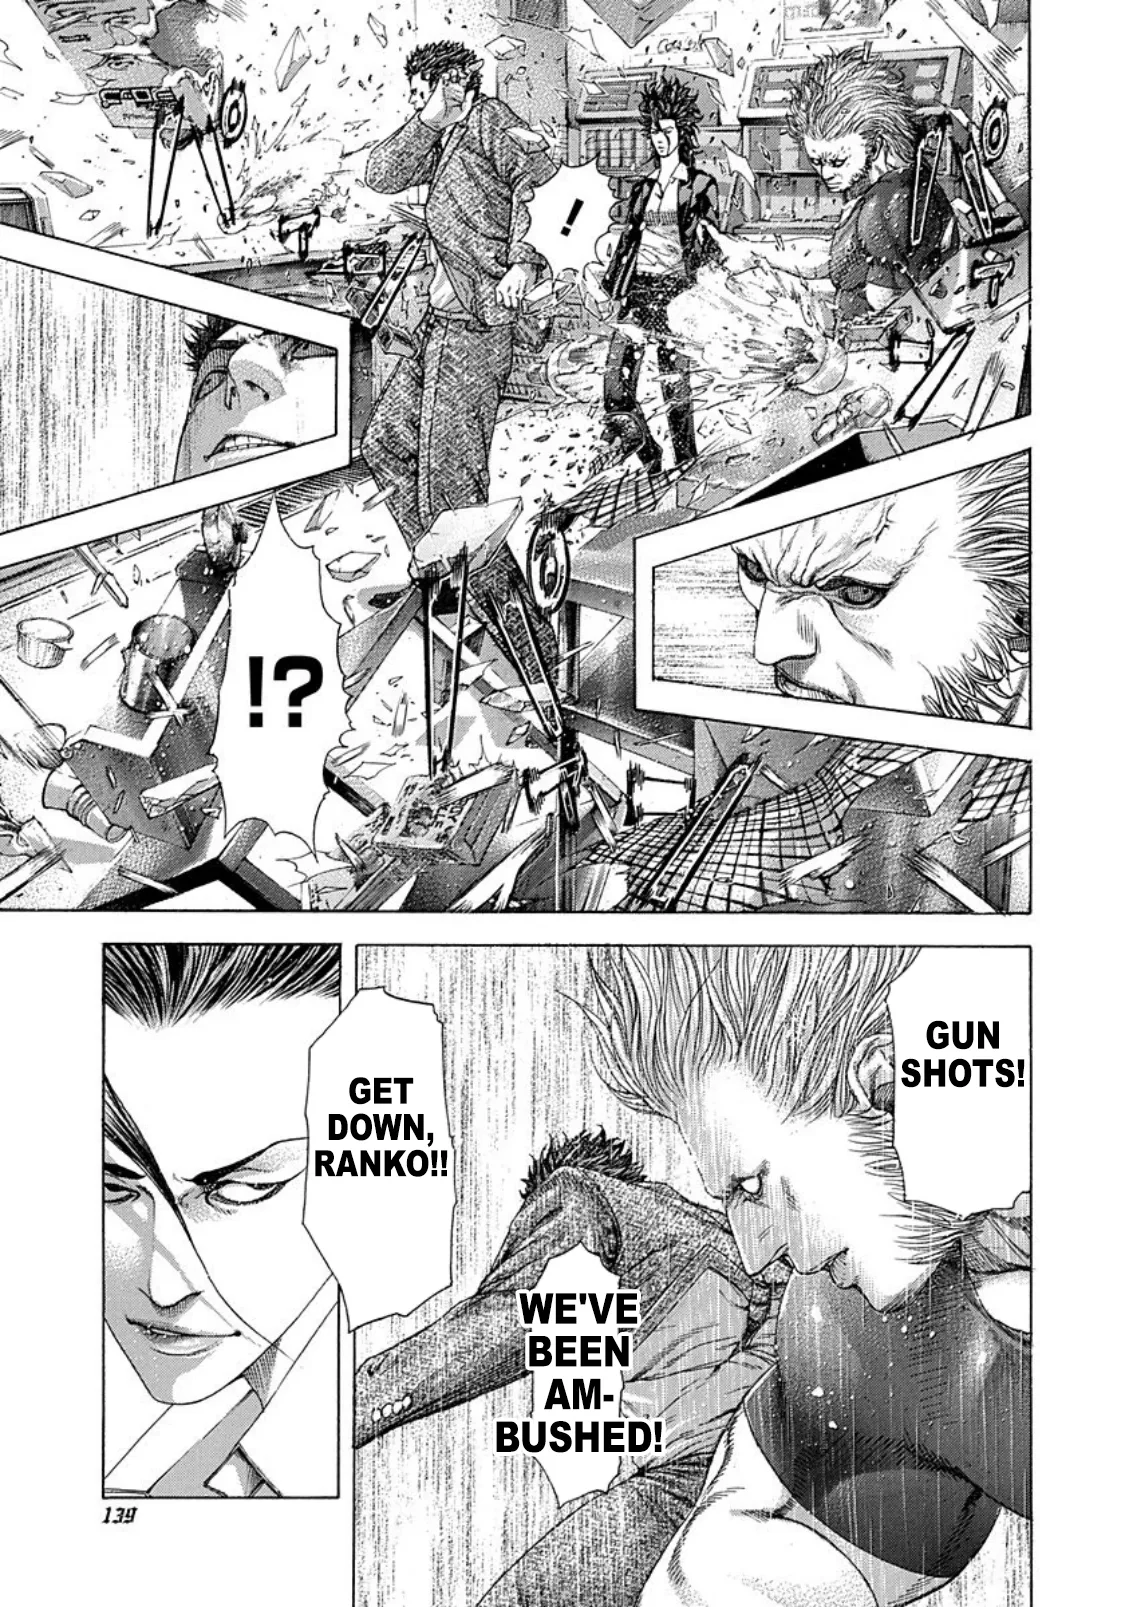 !
!?
GUN
SHOTS!
WE'VE
BEEN
AM-
BUSHED!
GET
DOWN,
RANKO!!
139